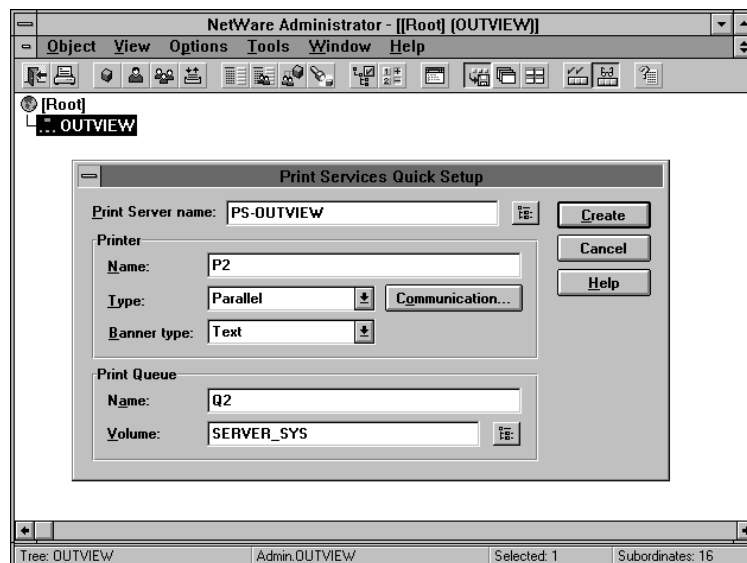 NetWare Administrator - [[Root] (OUTVIEW)]
Object View Options Tools Window Help
[Root]
OUTVIEW
Print Services Quick Setup
Print Server name: PS-OUTVIEW
Create
Printer
Cancel
Name: P2
Help
Type: Parallel
Communication...
Banner type: Text
Print Queue
Name: Q2
Volume: SERVER_SYS
Tree: OUTVIEW Admin.OUTVIEW Selected: 1 Subordinates: 16